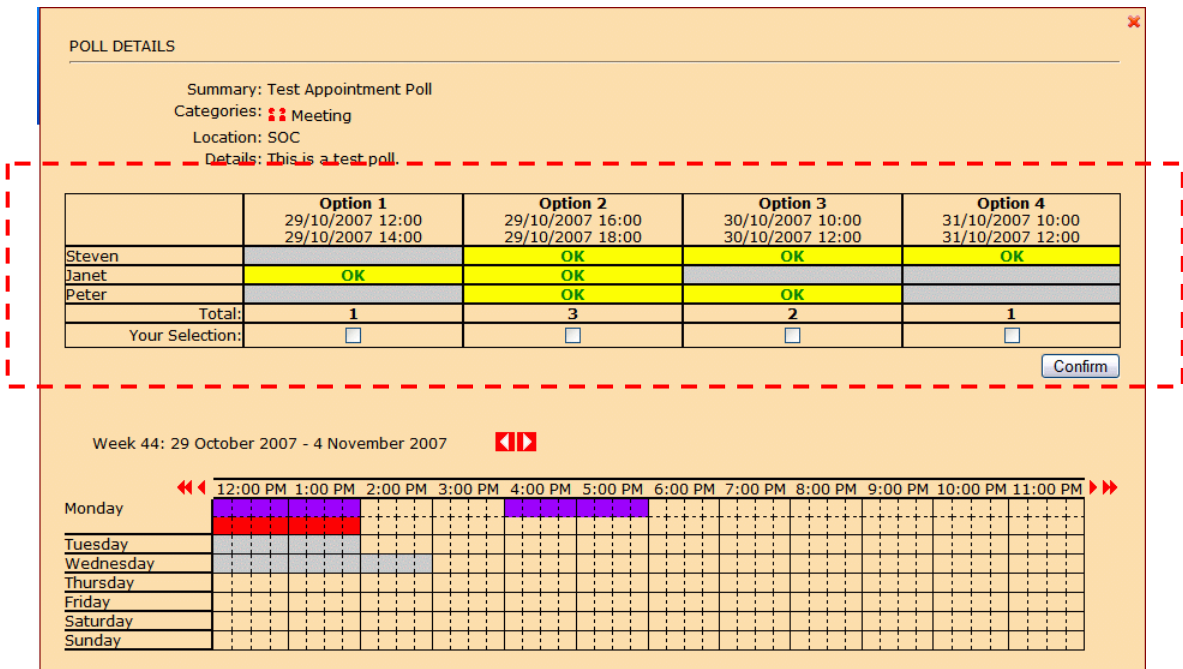 POLL DETAILS
Summary: Test Appointment Poll
Categories: Meeting
Location: SOC
Details: This is a test poll.
Option 1 Option 2 Option 3 Option 4
29/10/2007 12:00 29/10/2007 16:00 30/10/2007 10:00 31/10/2007 10:00
29/10/2007 14:00 29/10/2007 18:00 30/10/2007 12:00 31/10/2007 12:00
Steven OK OK OK
Janet OK OK
Peter OK OK
Total: 1 3 2 1
Your Selection:
Confirm
Week 44: 29 October 2007 - 4 November 2007
12:00 PM 1:00 PM 2:00 PM 3:00 PM 4:00 PM 5:00 PM 6:00 PM 7:00 PM 8:00 PM 9:00 PM 10:00 PM 11:00 PM
Monday
Tuesday
Wednesday
Thursday
Friday
Saturday
Sunday